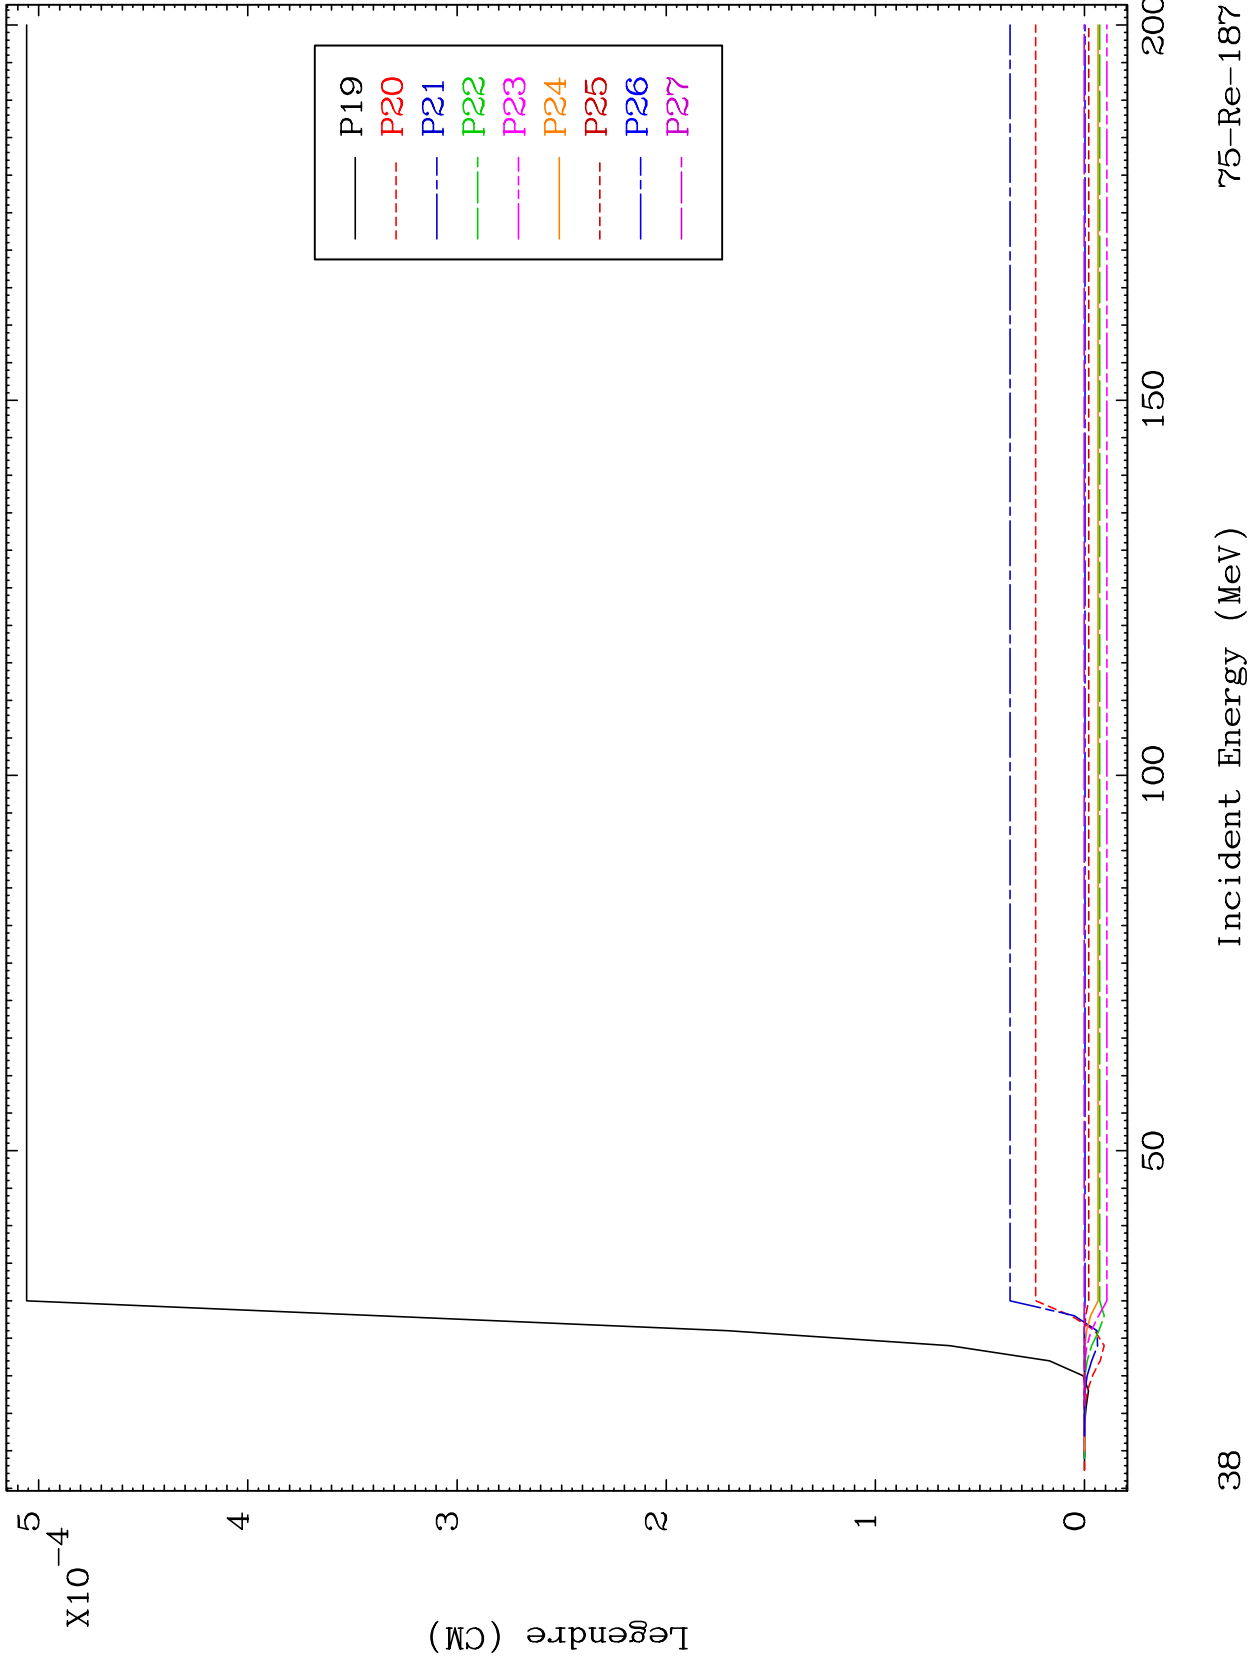 X10-4
5
4
3
2
1
0
Legendre (CM)
P19
P20
P21
P22
P23
P24
P25
P26
P27
50
100
150
200
Incident Energy (MeV)
38
75-Re-187